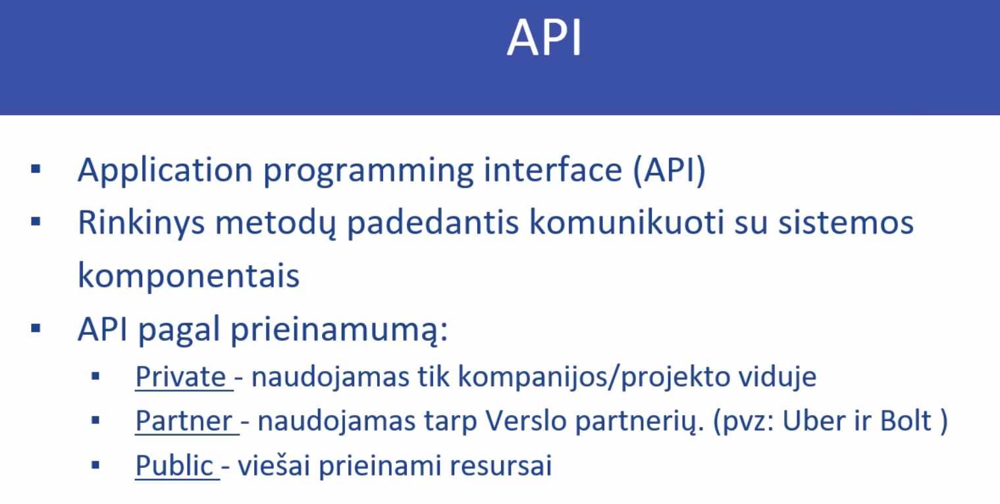 API
▪ Application programming interface (API)
▪ Rinkinys metodų padedantis komunikuoti su sistemos
komponentais
▪ API pagal prieinamumą:
▪ Private - naudojamas tik kompanijos/projekto viduje
▪ Partner - naudojamas tarp Verslo partnerių. (pvz: Uber ir Bolt )
▪ Public - viešai prieinami resursai